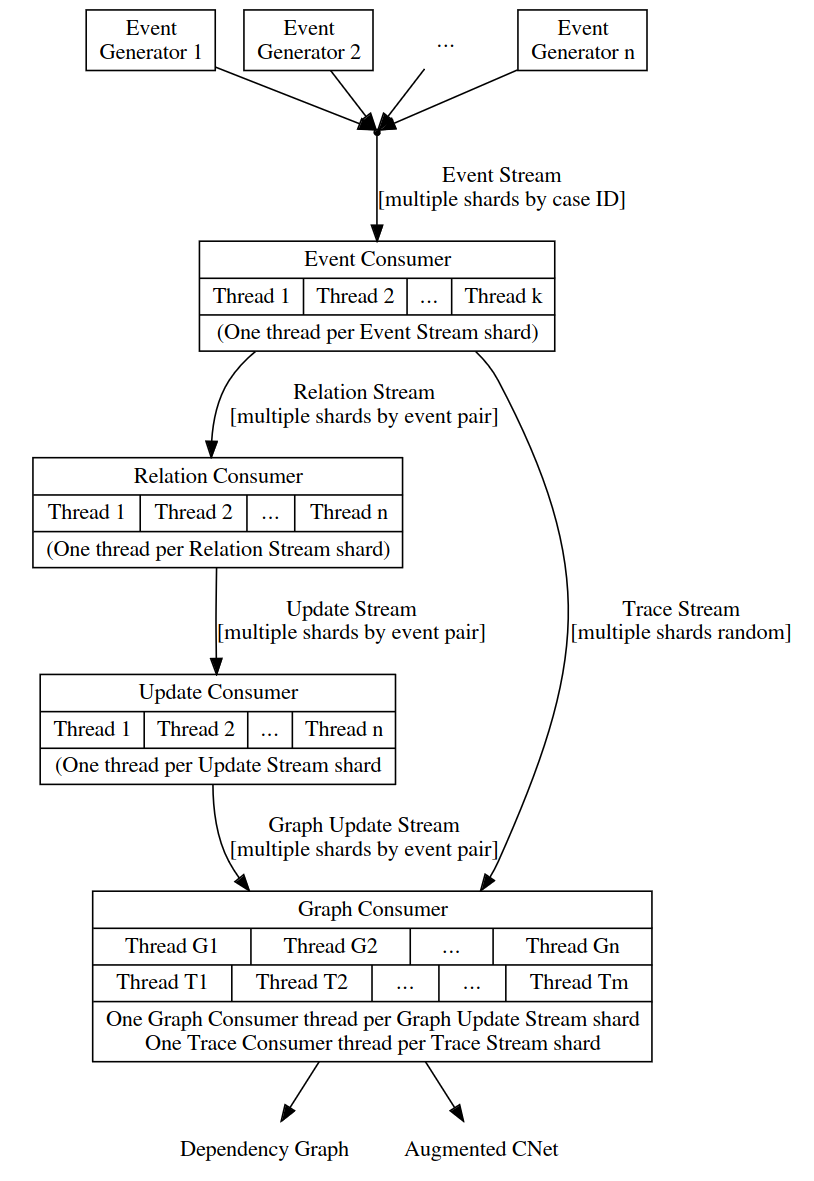 Event
Generator 1
Event
Generator 2
...
Event
Generator n
Event Stream
[multiple shards by case ID]
Event Consumer
Thread 1
Thread 2
...
Thread k
(One thread per Event Stream shard)
Relation Stream
[multiple shards by event pair]
Relation Consumer
Thread 1
Thread 2
...
Thread n
(One thread per Relation Stream shard)
Update Stream
[multiple shards by event pair]
Trace Stream
[multiple shards random]
Update Consumer
Thread 1
Thread 2
...
Thread n
(One thread per Update Stream shard
Graph Update Stream
[multiple shards by event pair]
Graph Consumer
Thread G1
Thread G2
...
Thread Gn
Thread T1
Thread T2
...
...
Thread Tm
One Graph Consumer thread per Graph Update Stream shard
One Trace Consumer thread per Trace Stream shard
Dependency Graph
Augmented CNet